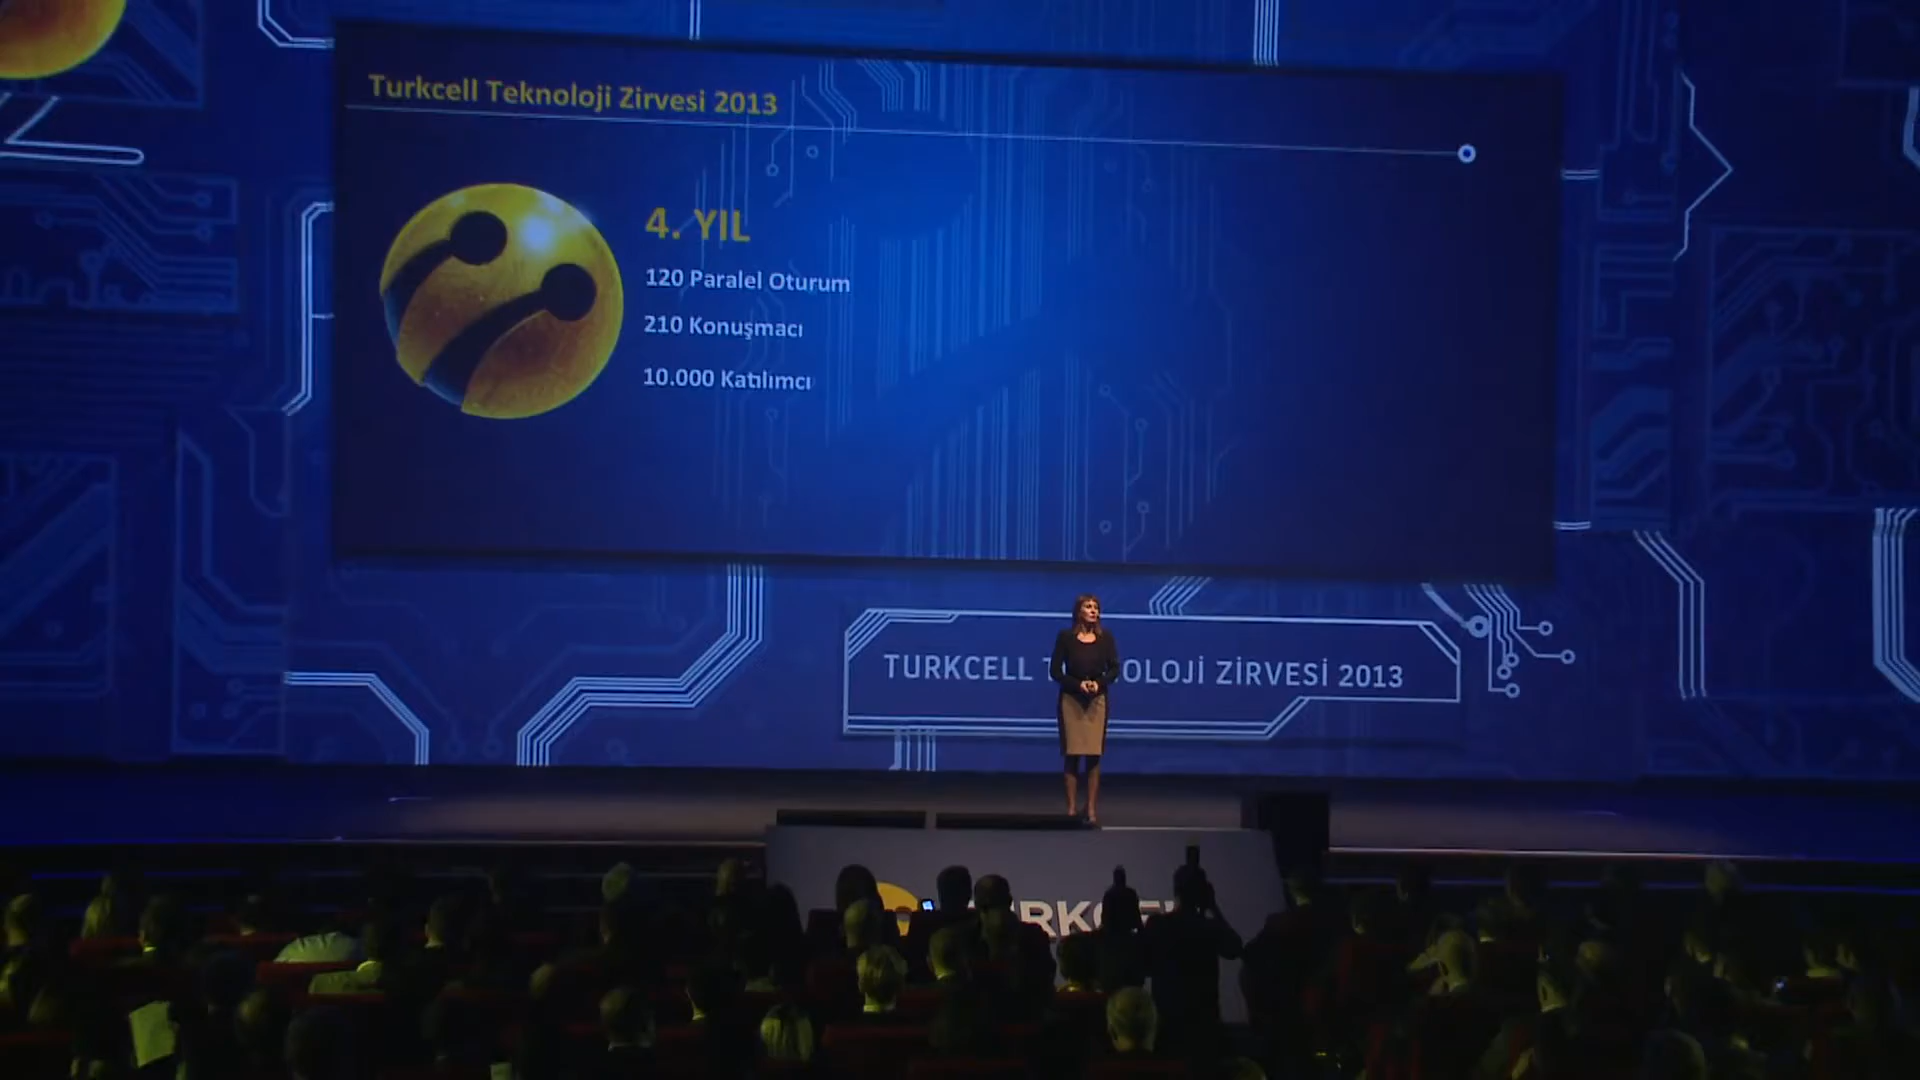 Turkcell Teknoloji Zirvesi 2013
4. YIL
120 Paralel Oturum
210 Konuşmacı
10.000 Katılımcı
TURKCELL OLOJİ ZİRVESİ 2013